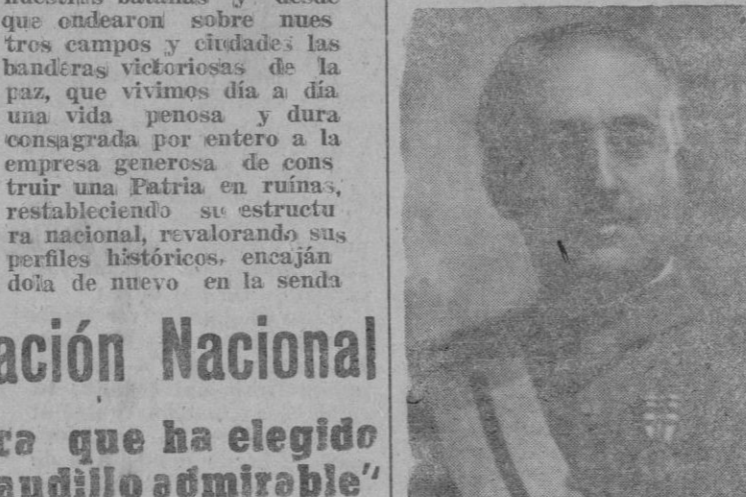 que ondearon sobre nues
tros campos y ciudades las
banderas victoriosas de la
paz, que vivimos día a día
una vida penosa y dura
consagrada por entero a la
empresa generosa de cons
truir una Patria en ruínas,
restableciendo su estructu
ra nacional, revalorando sus
perfiles históricos, encaján
dola de nuevo en la senda
ación Nacional
ra que ha elegido
audillo admirable"